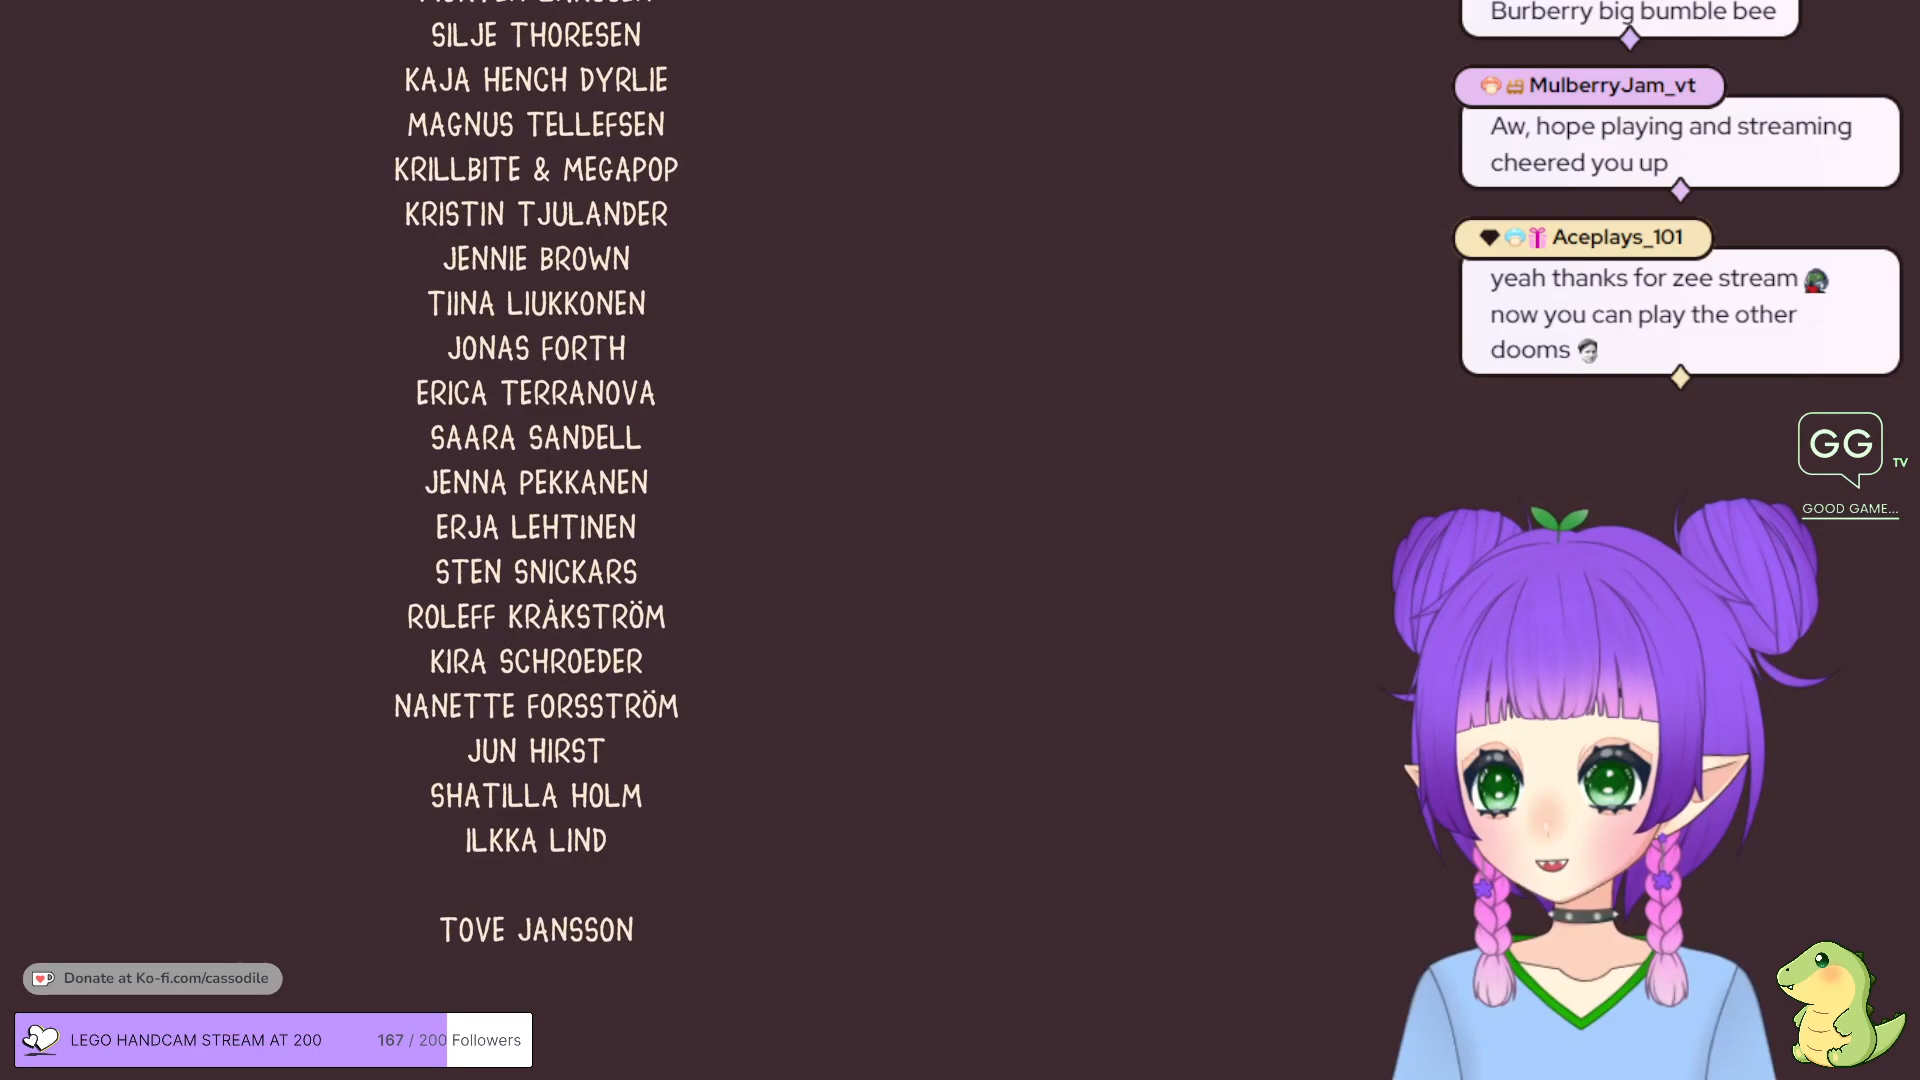 SILJE THORESEN
KAJA HENCH DYRLIE
MAGNUS TELLEFSEN
KRILLBITE & MEGAPOP
KRISTIN TJULANDER
JENNIE BROWN
TIINA LIUKKONEN
JONAS FORTH
ERICA TERRANOVA
SAARA SANDELL
JENNA PEKKANEN
ERJA LEHTINEN
STEN SNICKARS
ROLEFF KRÅKSTRÖM
KIRA SCHROEDER
NANETTE FORSSTRÖM
JUN HIRST
SHATILLA HOLM
ILKKA LIND
TOVE JANSSON
Donate at Ko-fi.com/cassodile
LEGO HANDCAM STREAM AT 200 167 / 200 Followers
Burberry big bumble bee
MulberryJam_vt
Aw, hope playing and streaming
cheered you up
Aceplays_101
yeah thanks for zee stream
now you can play the other
dooms
GG
TV
GOOD GAME...